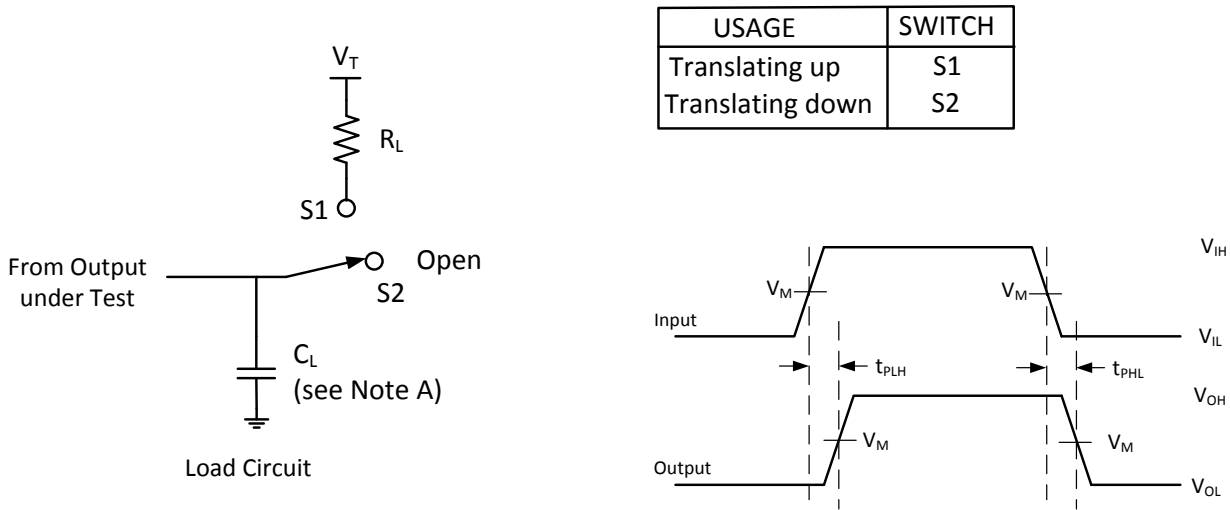 V_T
R_L
S1
From Output
under Test
Open
S2
C_L
(see Note A)
Load Circuit
USAGE SWITCH
Translating up S1
Translating down S2
V_IH
V_M V_M
Input
V_IL
t_PLH t_PHL
V_OH
V_M V_M
Output
V_OL